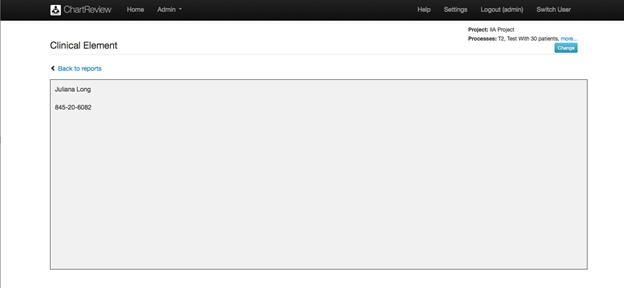 ChartReview Home Admin Help Settings Logout (admin) Switch User
Project: IIA Project
Processes: T2, Test With 30 patients, more...
Change
Clinical Element
Back to reports
Juliana Long
845-20-6082